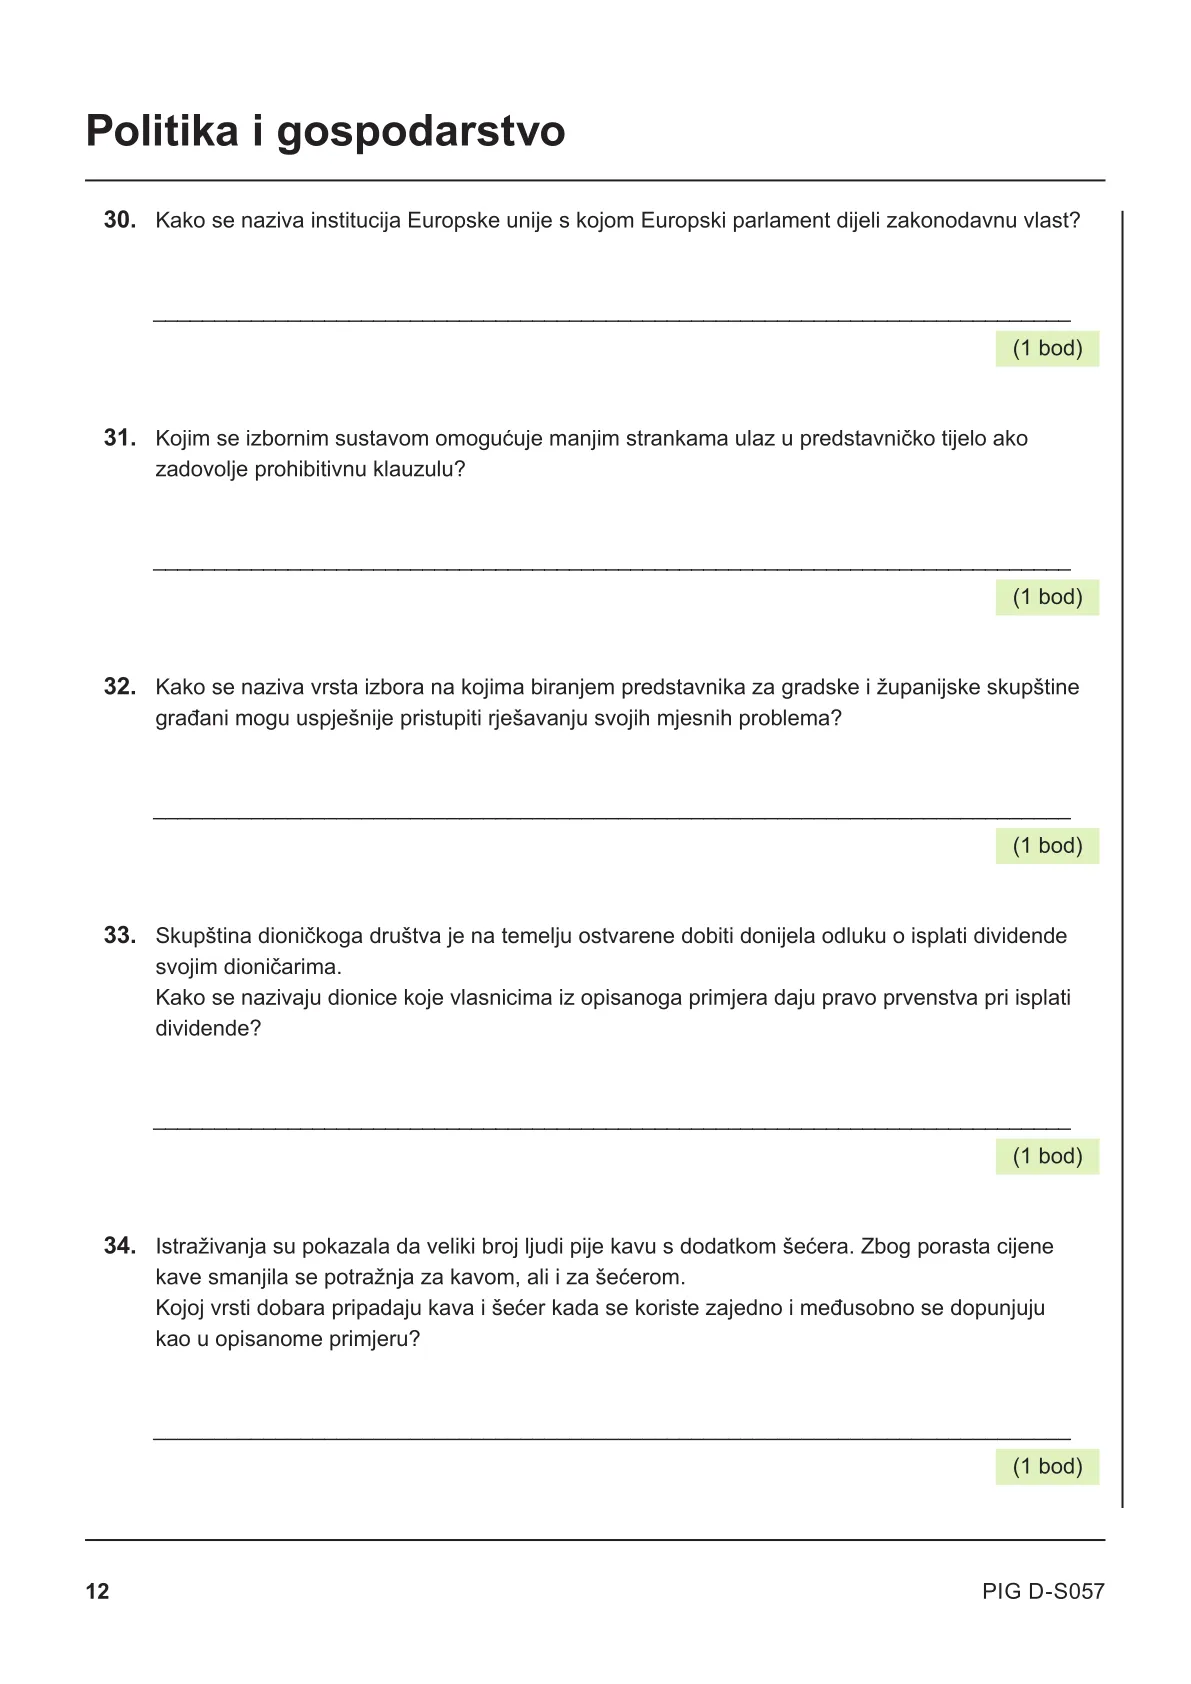 Politika i gospodarstvo
30. Kako se naziva institucija Europske unije s kojom Europski parlament dijeli zakonodavnu vlast?
(1 bod)
31. Kojim se izbornim sustavom omogućuje manjim strankama ulaz u predstavničko tijelo ako
zadovolje prohibitivnu klauzulu?
(1 bod)
32. Kako se naziva vrsta izbora na kojima biranjem predstavnika za gradske i županijske skupštine
građani mogu uspješnije pristupiti rješavanju svojih mjesnih problema?
(1 bod)
33. Skupština dioničkoga društva je na temelju ostvarene dobiti donijela odluku o isplati dividende
svojim dioničarima.
Kako se nazivaju dionice koje vlasnicima iz opisanoga primjera daju pravo prvenstva pri isplati
dividende?
(1 bod)
34. Istraživanja su pokazala da veliki broj ljudi pije kavu s dodatkom šećera. Zbog porasta cijene
kave smanjila se potražnja za kavom, ali i za šećerom.
Kojoj vrsti dobara pripadaju kava i šećer kada se koriste zajedno i međusobno se dopunjuju
kao u opisanome primjeru?
(1 bod)
12
PIG D-S057